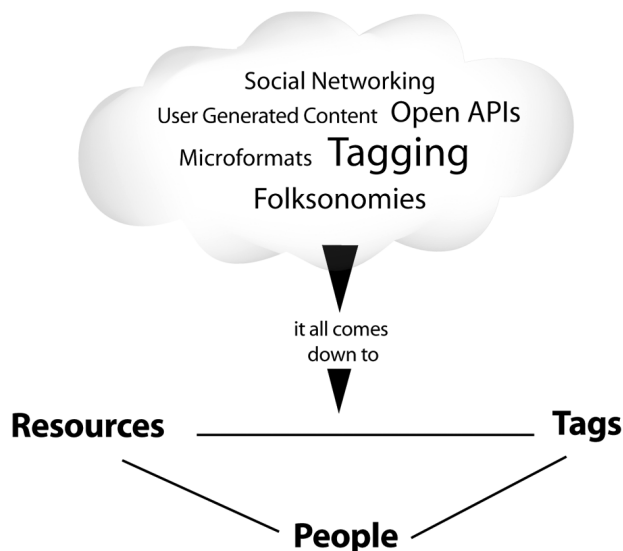 Social Networking
User Generated Content Open APIs
Microformats Tagging
Folksonomies
it all comes
down to
Resources Tags
People